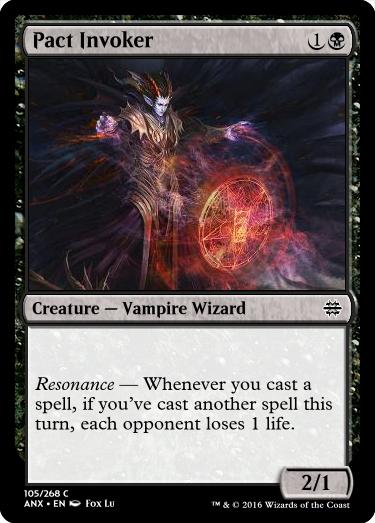 Pact Invoker 1
Creature — Vampire Wizard
Resonance — Whenever you cast a
spell, if you've cast another spell this
turn, each opponent loses 1 life.
2/1
105/268 C
ANX • EN Fox Lu
™ & © 2016 Wizards of the Coast